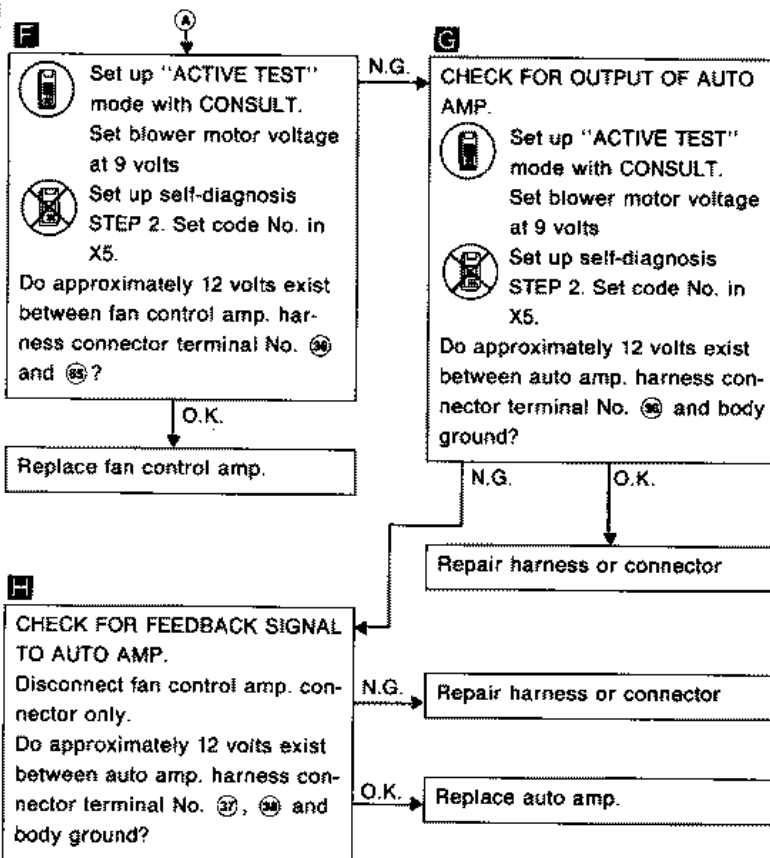 A
F
Set up "ACTIVE TEST"
mode with CONSULT.
Set blower motor voltage
at 9 volts
Set up self-diagnosis
STEP 2. Set code No. in
X5.
Do approximately 12 volts exist
between fan control amp. har-
ness connector terminal No.
and ?
N.G.
O.K.
Replace fan control amp.
G
CHECK FOR OUTPUT OF AUTO
AMP.
Set up "ACTIVE TEST"
mode with CONSULT.
Set blower motor voltage
at 9 volts
Set up self-diagnosis
STEP 2. Set code No. in
X5.
Do approximately 12 volts exist
between auto amp. harness con-
nector terminal No. and body
ground?
N.G.
O.K.
Repair harness or connector
H
CHECK FOR FEEDBACK SIGNAL
TO AUTO AMP.
Disconnect fan control amp. con-
nector only.
Do approximately 12 volts exist
between auto amp. harness con-
nector terminal No. 37, and
body ground?
N.G.
Repair harness or connector
O.K.
Replace auto amp.